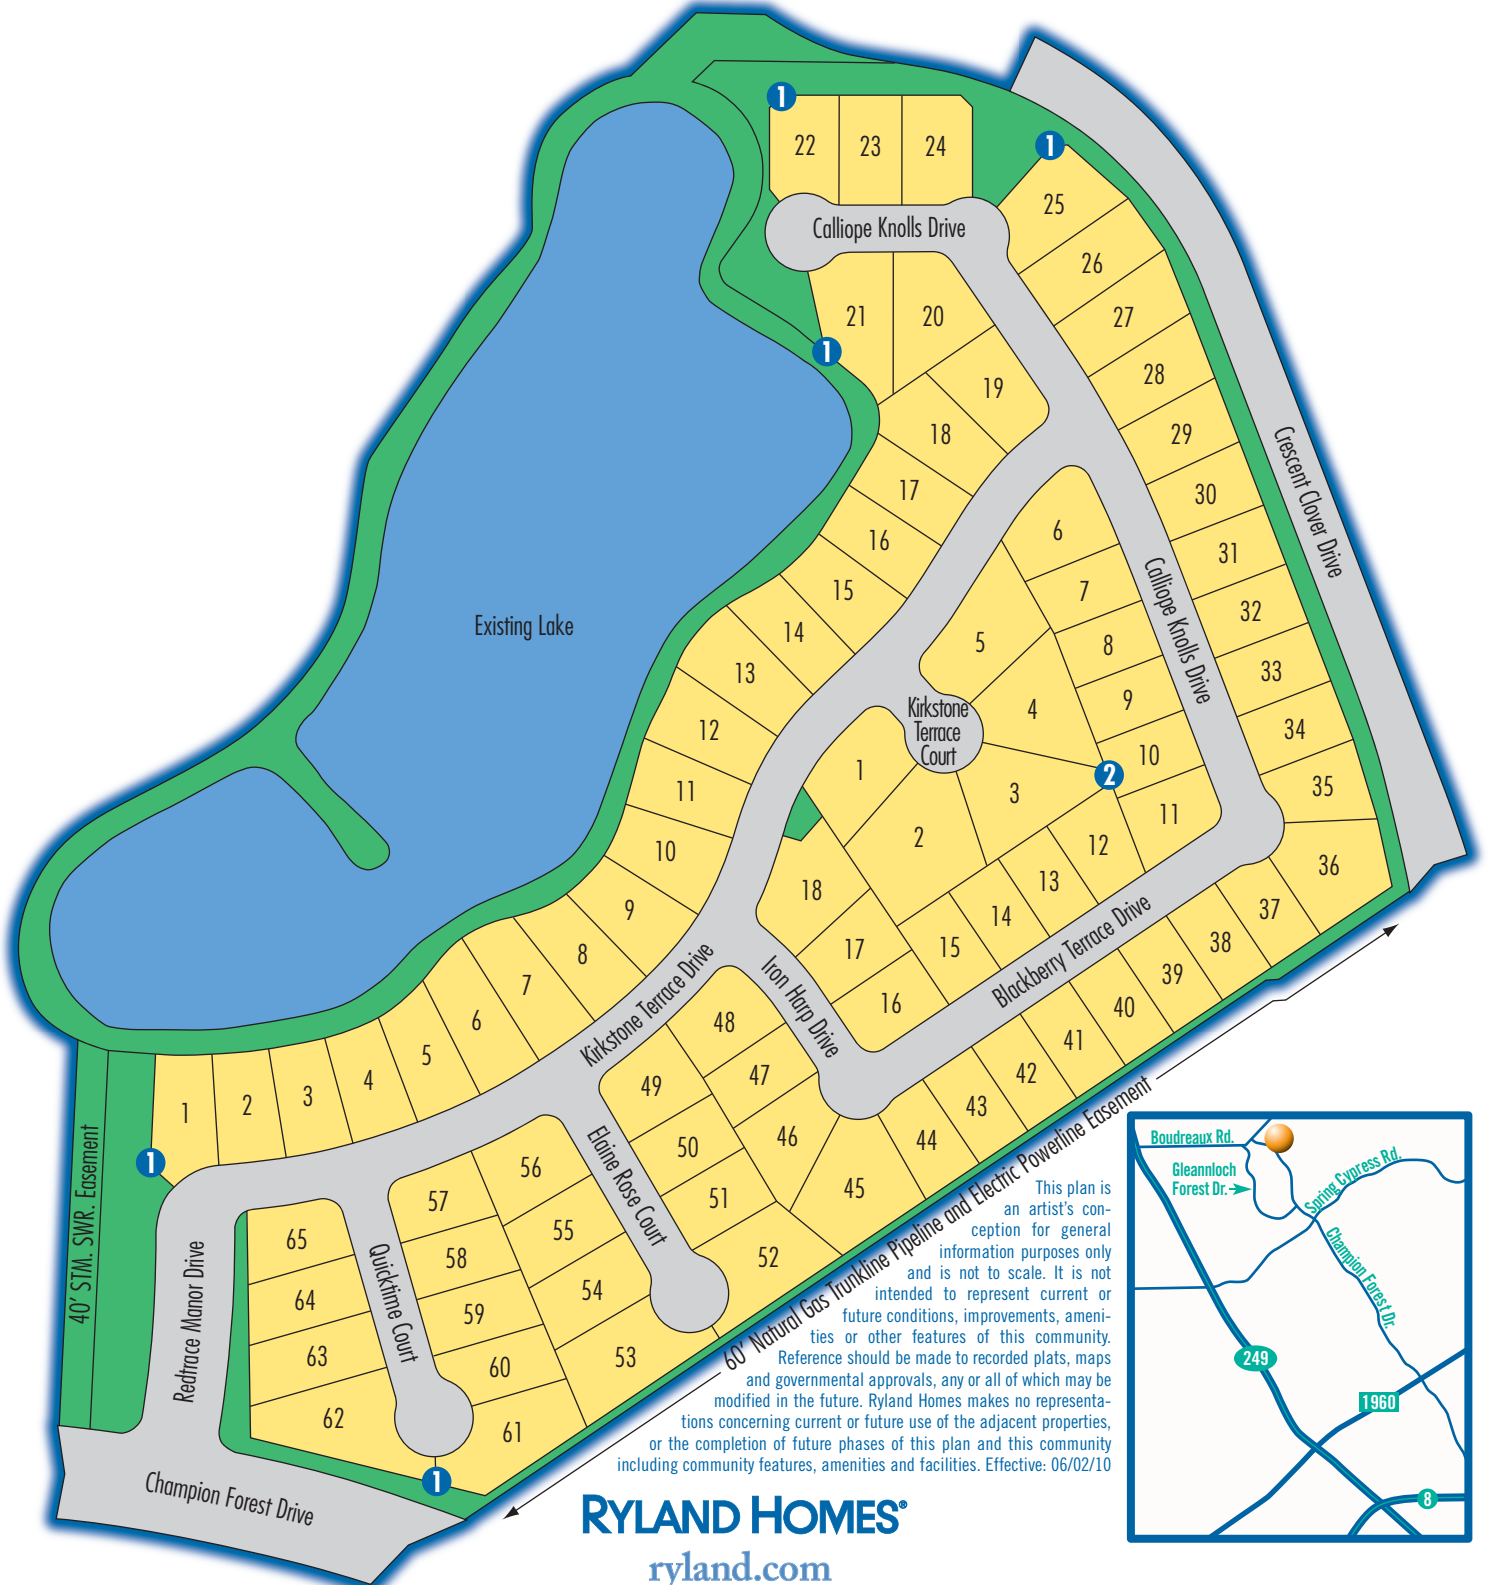 1
22
23
24
1
25
Calliope Knolls Drive
26
21
20
27
1
28
19
18
29
17
30
16
6
31
15
7
Calliope Knolls Drive
Crescent Clover Drive
14
5
8
32
Existing Lake
13
33
12
4
9
34
Kirkstone
Terrace
Court
10
11
1
2
3
35
10
2
11
12
36
9
18
13
37
8
17
14
38
7
15
39
6
16
40
5
Kirkstone Terrace Drive
Iron Harp Drive
Blackberry Terrace Drive
48
41
4
49
47
42
3
43
2
50
46
44
1
51
45
1
Elaine Rose Court
56
52
57
55
65
58
54
64
59
53
63
60
62
61
1
Quicktime Court
Redtrace Manor Drive
40' STM. SWR. Easement
Champion Forest Drive
60' Natural Gas Trunkline Pipeline and Electric Powerline Easement
This plan is
an artist's con-
ception for general
information purposes only
and is not to scale. It is not
intended to represent current or
future conditions, improvements, ameni-
ties or other features of this community.
Reference should be made to recorded plats, maps
and governmental approvals, any or all of which may be
modified in the future. Ryland Homes makes no representa-
tions concerning current or future use of the adjacent properties,
or the completion of future phases of this plan and this community
including community features, amenities and facilities. Effective: 06/02/10
RYLAND HOMES®
ryland.com
Boudreaux Rd.
Gleannloch
Forest Dr.
Spring Cypress Rd.
Champion Forest Dr.
249
1960
8